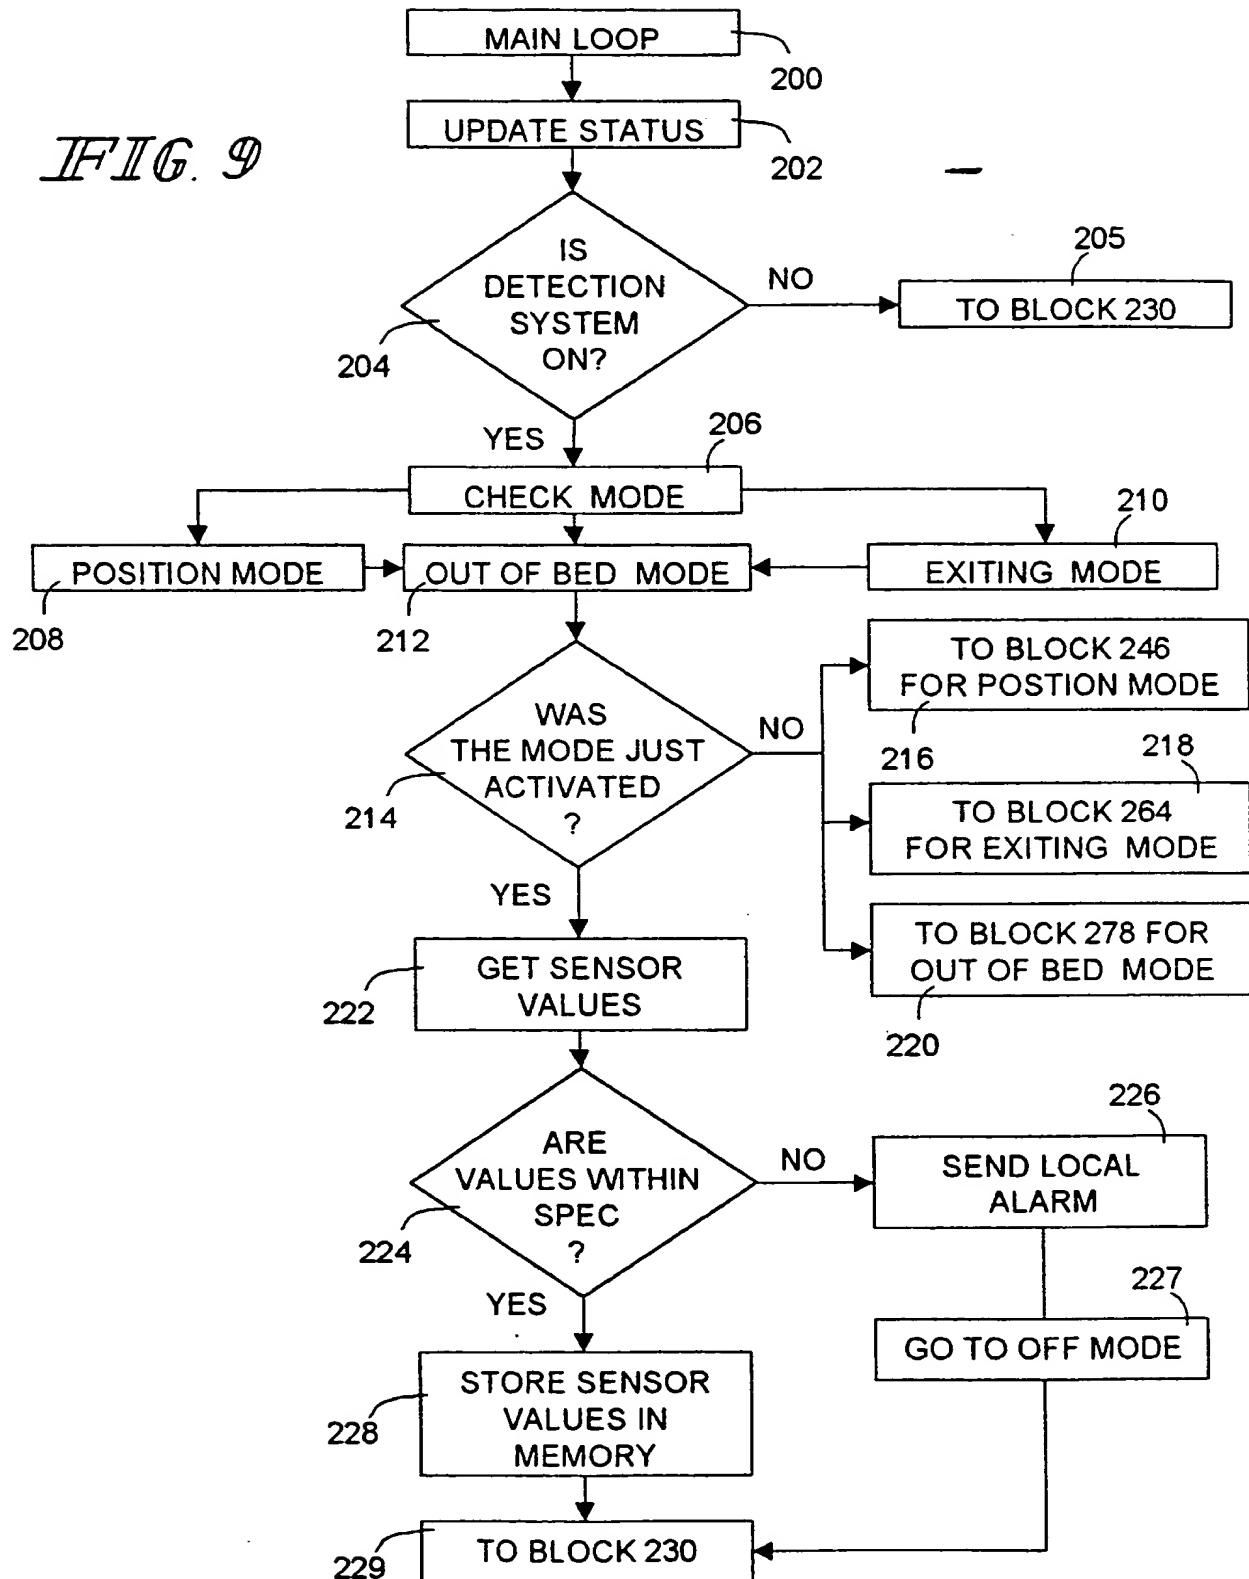 MAIN LOOP
200
UPDATE STATUS
202
FIG. 9
IS
DETECTION
SYSTEM
ON?
204
NO
205
TO BLOCK 230
YES
206
CHECK MODE
210
POSITION MODE
OUT OF BED MODE
EXITING MODE
208
212
TO BLOCK 246
FOR POSTION MODE
216
WAS
THE MODE JUST
ACTIVATED
?
214
NO
218
TO BLOCK 264
FOR EXITING MODE
YES
TO BLOCK 278 FOR
OUT OF BED MODE
220
GET SENSOR
VALUES
222
ARE
VALUES WITHIN
SPEC
?
224
NO
226
SEND LOCAL
ALARM
227
GO TO OFF MODE
YES
STORE SENSOR
VALUES IN
MEMORY
228
TO BLOCK 230
229